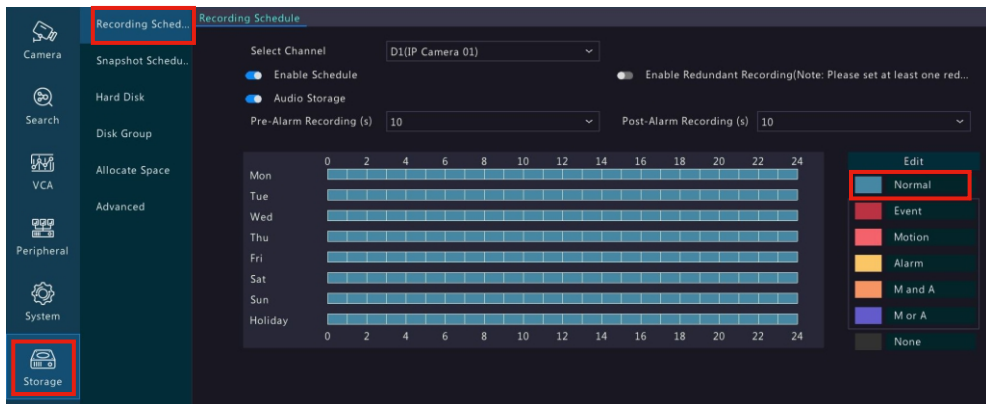 Camera
Search
VCA
Peripheral
System
Storage
Recording Sched...
Snapshot Schedu..
Hard Disk
Disk Group
Allocate Space
Advanced
Recording Schedule
Select Channel D1(IP Camera 01)
Enable Schedule Enable Redundant Recording(Note: Please set at least one red...
Audio Storage
Pre-Alarm Recording (s) 10 Post-Alarm Recording (s) 10
0 2 4 6 8 10 12 14 16 18 20 22 24
Mon
Tue
Wed
Thu
Fri
Sat
Sun
Holiday
0 2 4 6 8 10 12 14 16 18 20 22 24
Edit
Normal
Event
Motion
Alarm
M and A
M or A
None